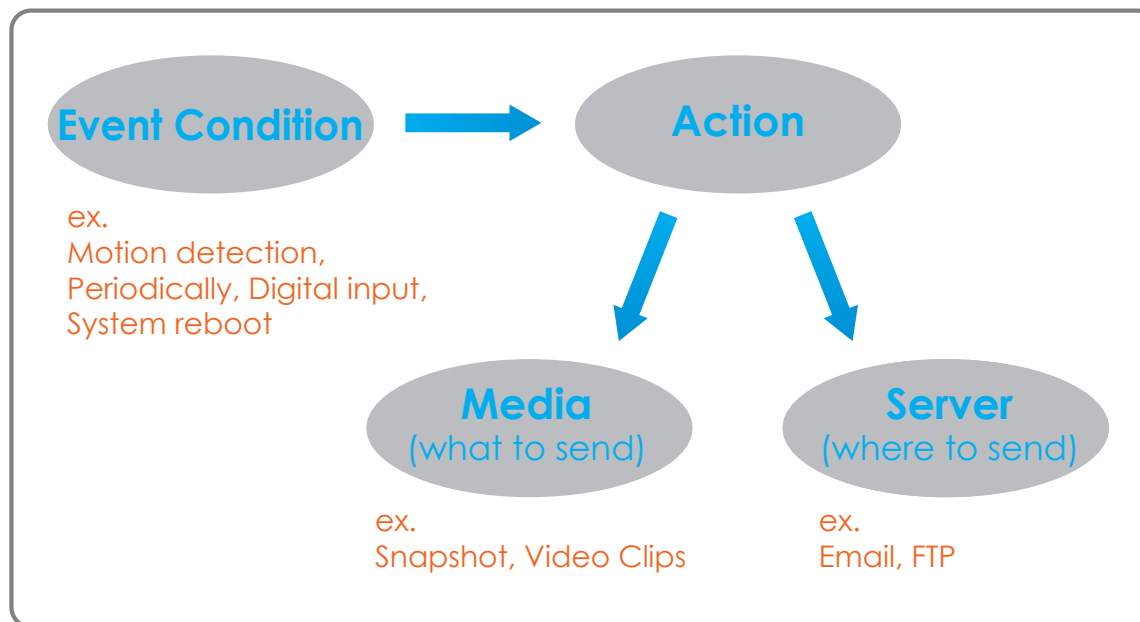 Event Condition
Action
ex.
Motion detection,
Periodically, Digital input,
System reboot
Media
(what to send)
Server
(where to send)
ex.
Snapshot, Video Clips
ex.
Email, FTP